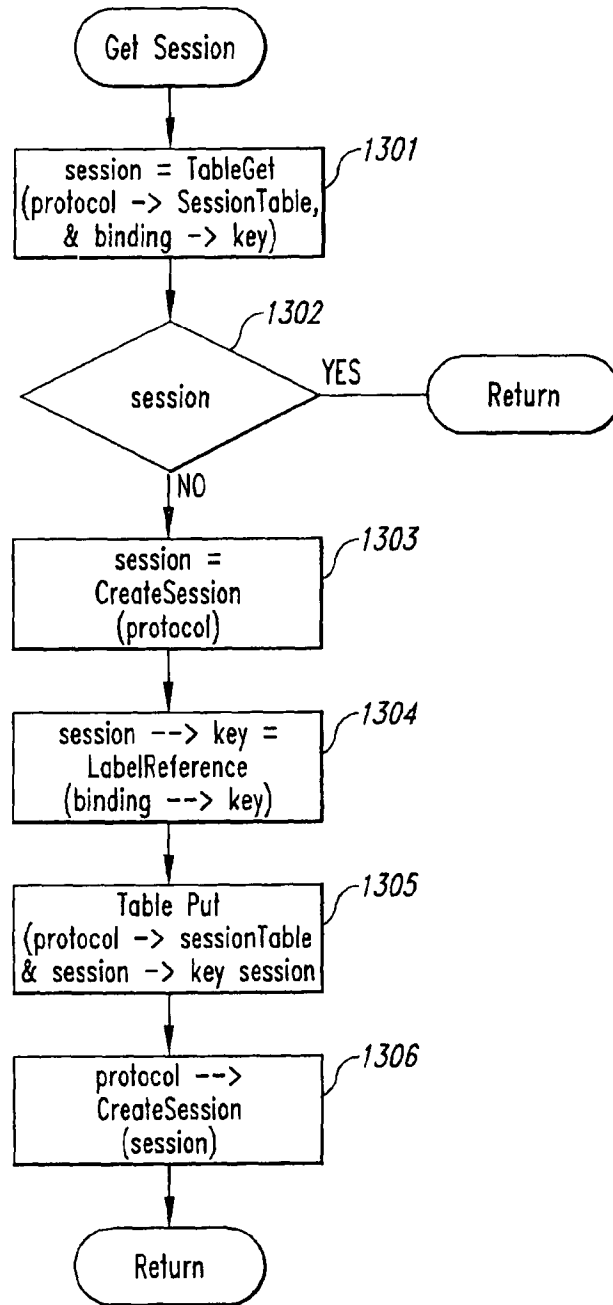 Get Session
1301
session = TableGet
(protocol -> SessionTable,
& binding -> key)
1302
session
YES
Return
NO
1303
session =
CreateSession
(protocol)
1304
session --> key =
LabelReference
(binding --> key)
1305
Table Put
(protocol -> sessionTable
& session -> key session
1306
protocol -->
CreateSession
(session)
Return